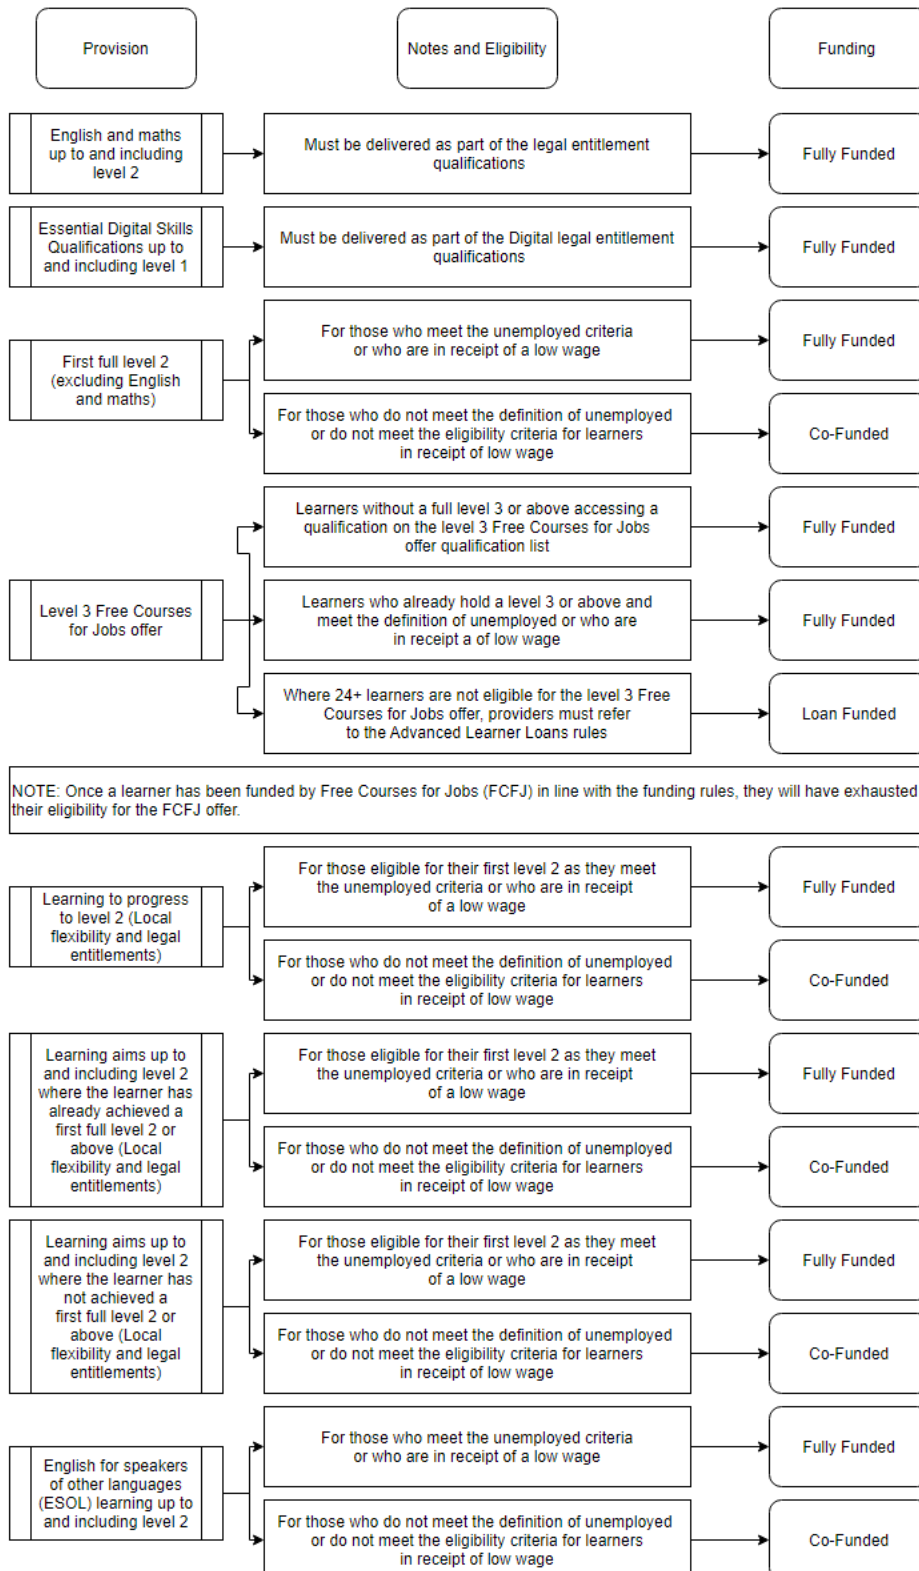 Provision
Notes and Eligibility
Funding
English and maths
up to and including
level 2
Must be delivered as part of the legal entitlement
qualifications
Fully Funded
Essential Digital Skills
Qualifications up to
and including level 1
Must be delivered as part of the Digital legal entitlement
qualifications
Fully Funded
First full level 2
(excluding English
and maths)
For those who meet the unemployed criteria
or who are in receipt of a low wage
Fully Funded
For those who do not meet the definition of unemployed
or do not meet the eligibility criteria for learners
in receipt of low wage
Co-Funded
Level 3 Free Courses
for Jobs offer
Learners without a full level 3 or above accessing a
qualification on the level 3 Free Courses for Jobs
offer qualification list
Fully Funded
Learners who already hold a level 3 or above and
meet the definition of unemployed or who are
in receipt a of low wage
Fully Funded
Where 24+ learners are not eligible for the level 3 Free
Courses for Jobs offer, providers must refer
to the Advanced Learner Loans rules
Loan Funded
NOTE: Once a learner has been funded by Free Courses for Jobs (FCFJ) in line with the funding rules, they will have exhausted
their eligibility for the FCFJ offer.
Learning to progress
to level 2 (Local
flexibility and legal
entitlements)
For those eligible for their first level 2 as they meet
the unemployed criteria or who are in receipt
of a low wage
Fully Funded
For those who do not meet the definition of unemployed
or do not meet the eligibility criteria for learners
in receipt of low wage
Co-Funded
Learning aims up to
and including level 2
where the learner has
already achieved a
first full level 2 or
above (Local
flexibility and legal
entitlements)
For those eligible for their first level 2 as they meet
the unemployed criteria or who are in receipt
of a low wage
Fully Funded
For those who do not meet the definition of unemployed
or do not meet the eligibility criteria for learners
in receipt of low wage
Co-Funded
Learning aims up to
and including level 2
where the learner has
not achieved a
first full level 2 or
above (Local
flexibility and legal
entitlements)
For those eligible for their first level 2 as they meet
the unemployed criteria or who are in receipt
of a low wage
Fully Funded
For those who do not meet the definition of unemployed
or do not meet the eligibility criteria for learners
in receipt of low wage
Co-Funded
English for speakers
of other languages
(ESOL) learning up to
and including level 2
For those who meet the unemployed criteria
or who are in receipt of a low wage
Fully Funded
For those who do not meet the definition of unemployed
or do not meet the eligibility criteria for learners
in receipt of low wage
Co-Funded